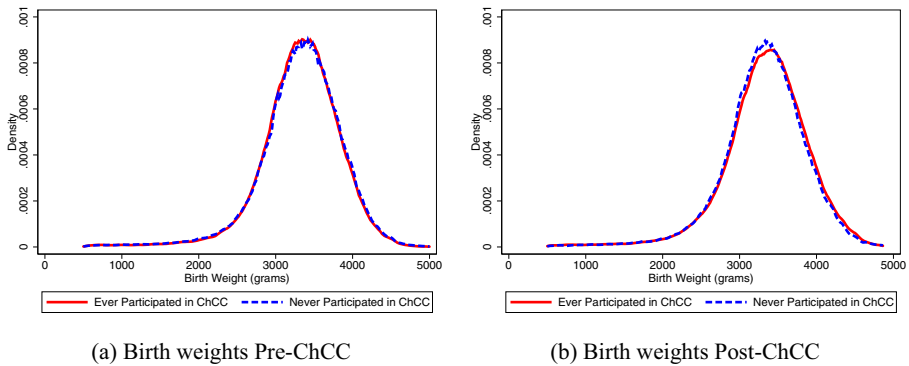 .001
.0008
.0006
Density
.0004
.0002
0
0 1000 2000 3000 4000 5000
Birth Weight (grams)
Ever Participated in ChCC Never Participated in ChCC
(a) Birth weights Pre-ChCC
.001
.0008
.0006
Density
.0004
.0002
0
0 1000 2000 3000 4000 5000
Birth Weight (grams)
Ever Participated in ChCC Never Participated in ChCC
(b) Birth weights Post-ChCC